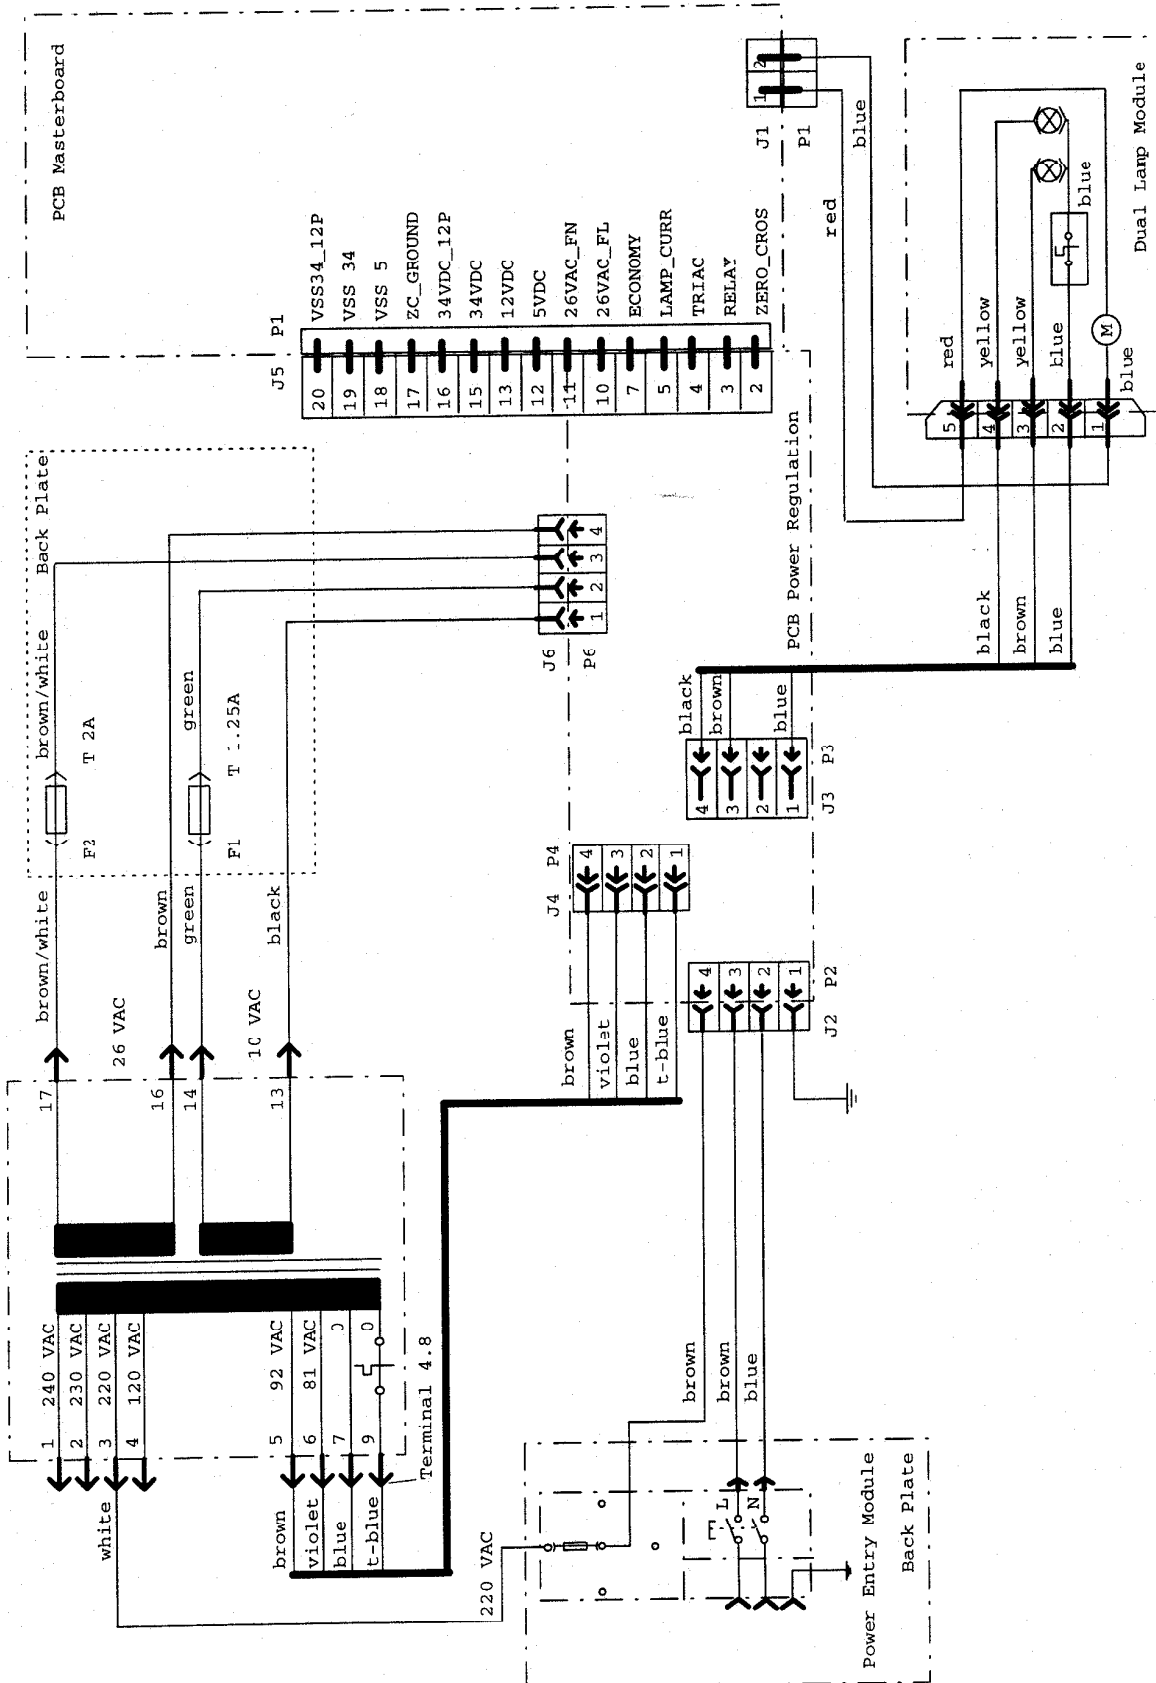 PCB Masterboard
J1
P1
2
1
blue
red
Dual Lamp Module
blue
red
yellow
yellow
blue
blue
5
4
3
2
1
M
P1
J5
VSS34_12P
VSS 34
VSS 5
ZC_GROUND
34VDC_12P
34VDC
12VDC
5VDC
26VAC_FN
26VAC_FL
ECONOMY
LAMP_CURR
TRIAC
RELAY
ZERO_CROS
20
19
18
17
16
15
13
12
11
10
7
5
4
3
2
Back Plate
brown/white
T 2A
F2
green
F1
brown/white
brown
green
black
J6
P6
4
3
2
1
PCB Power Regulation
black
brown
blue
black
brown
blue
4
3
2
1
P3
J3
P4
J4
4
3
2
1
brown
violet
blue
t-blue
4
3
2
1
P2
J2
26 VAC
10 VAC
17
16
14
13
240 VAC
230 VAC
220 VAC
120 VAC
92 VAC
81 VAC
0
0
1
2
3
4
5
6
7
9
Terminal 4.8
white
brown
violet
blue
t-blue
220 VAC
brown
brown
blue
L
N
Power Entry Module
Back Plate